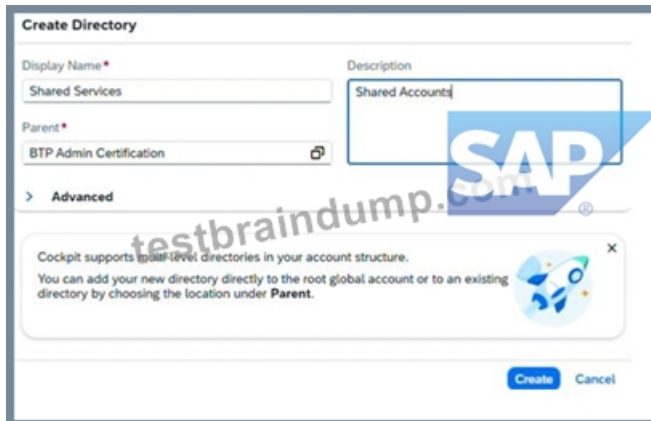 Create Directory
Display Name*
Description
Shared Services
Shared Accounts
Parent*
BTP Admin Certification
Advanced
SAP
®
testbraindump.com
Cockpit supports multi-level directories in your account structure.
You can add your new directory directly to the root global account or to an existing
directory by choosing the location under Parent.
Create Cancel